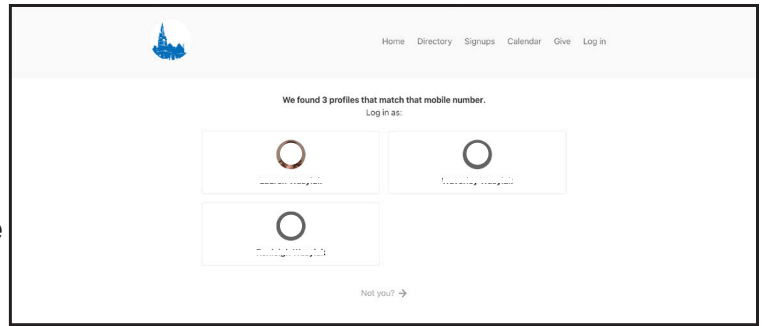 Home Directory Signups Calendar Give Log in
We found 3 profiles that match that mobile number.
Log in as:
Not you? →
e